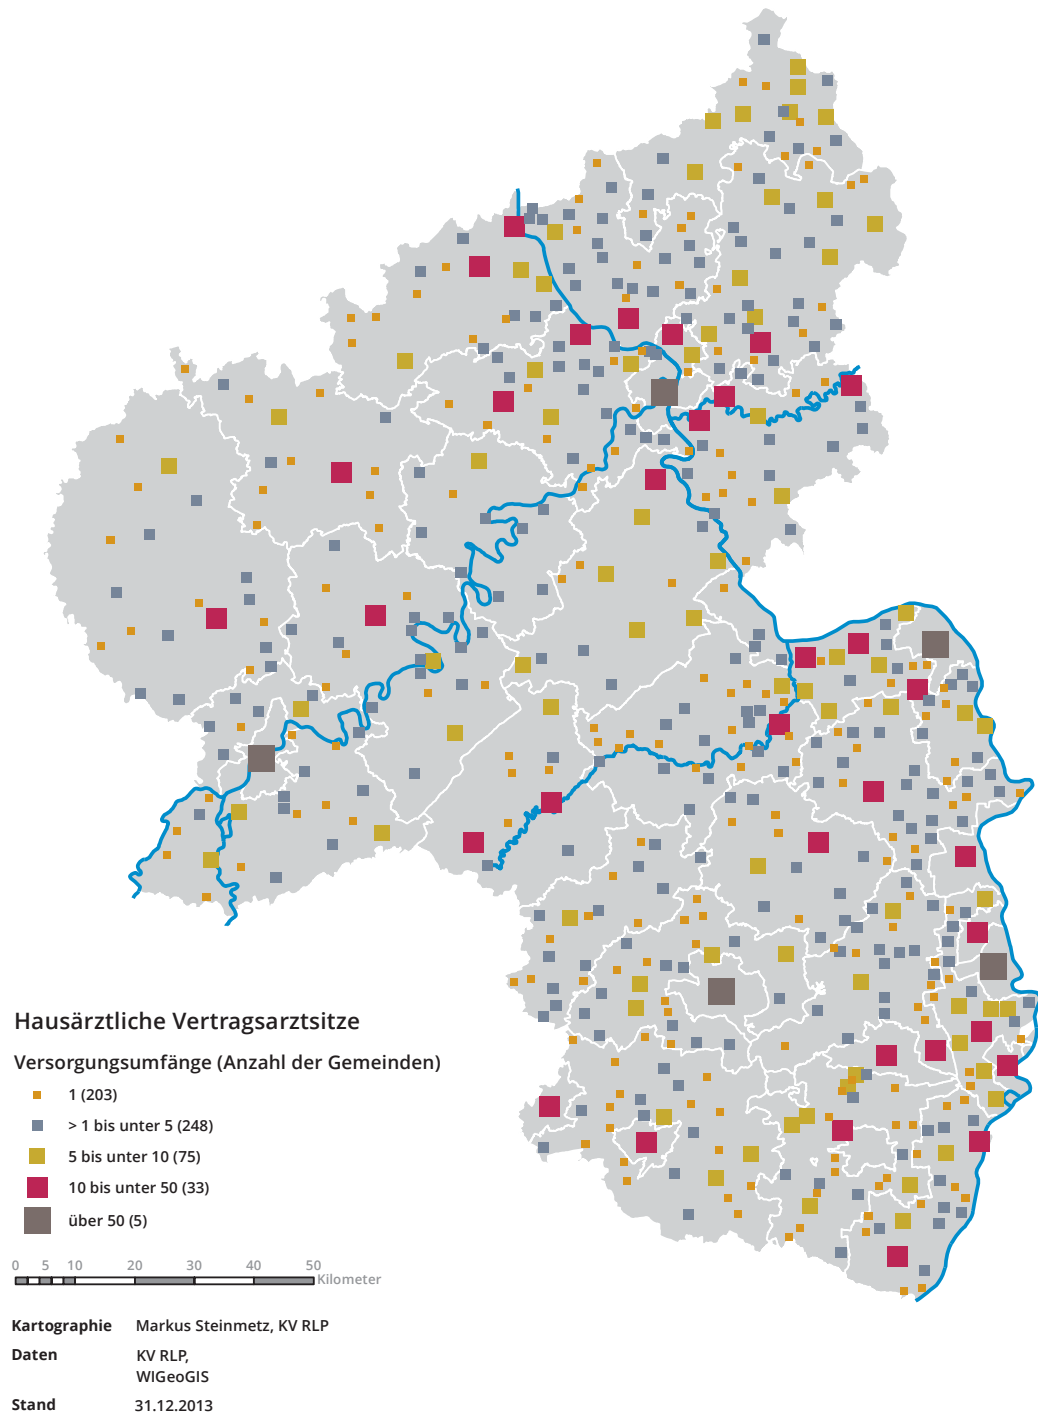 Hausärztliche Vertragsarztsitze
Versorgungsumfänge (Anzahl der Gemeinden)
1 (203)
> 1 bis unter 5 (248)
5 bis unter 10 (75)
10 bis unter 50 (33)
über 50 (5)
0 5 10 20 30 40 50
Kilometer
Kartographie Markus Steinmetz, KV RLP
Daten KV RLP,
WIGeoGIS
Stand 31.12.2013